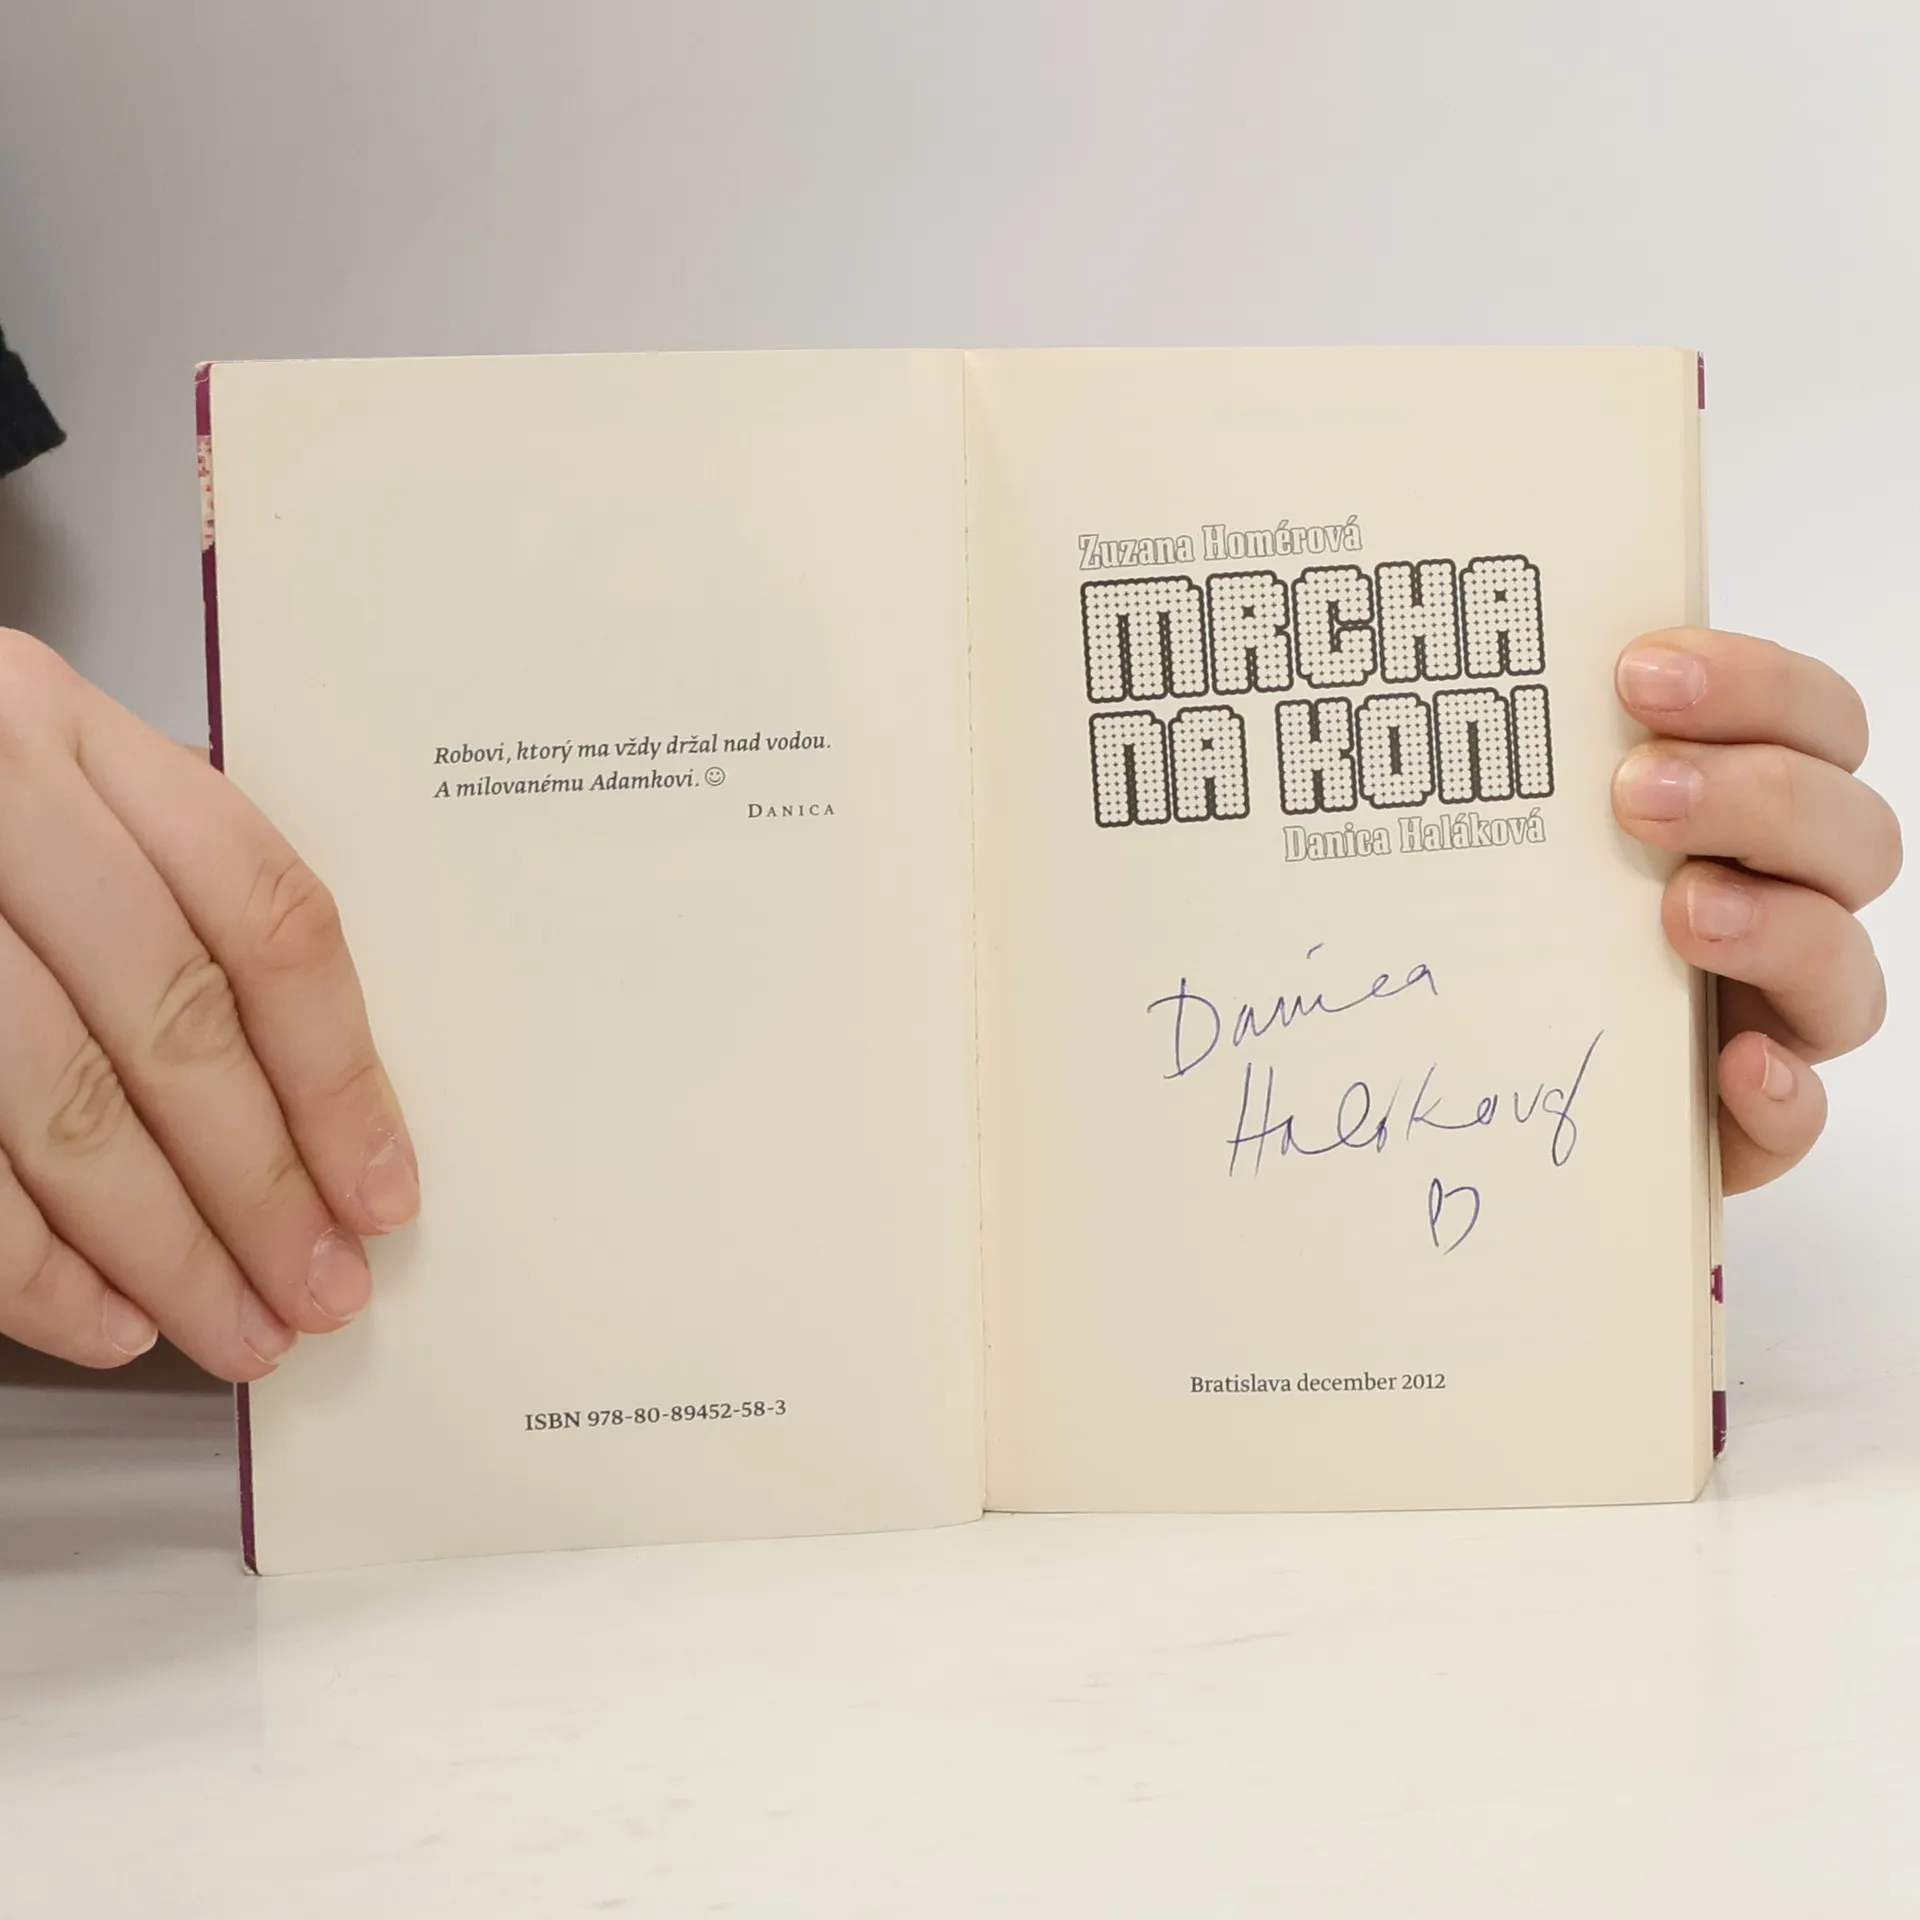 Robovi, ktorý ma vždy držal nad vodou.
A milovanému Adamkovi. ☺
DANICA
ISBN 978-80-89452-58-3
Zuzana Homérová
MRCHA
NA KONI
Danica Haláková
Danica
Haláková
Bratislava december 2012